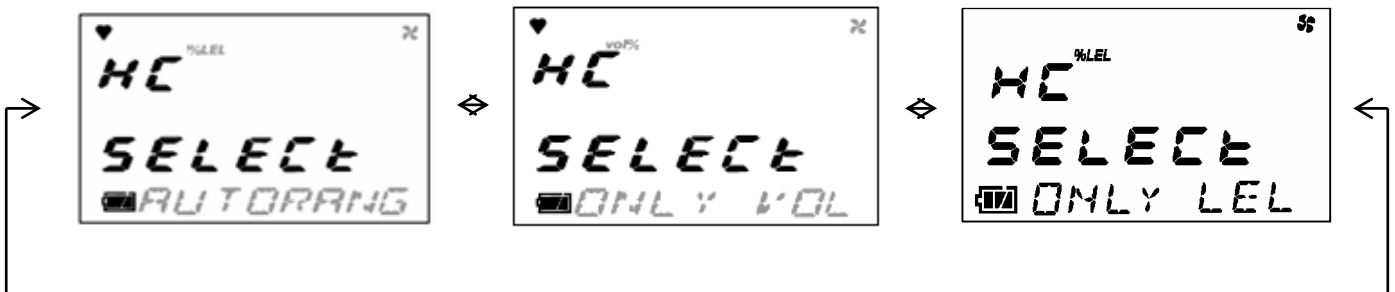 %LEL
HC
SELECt
AUTORANG
vol%
HC
SELECt
ONLY VOL
%LEL
HC
SELECt
ONLY LEL